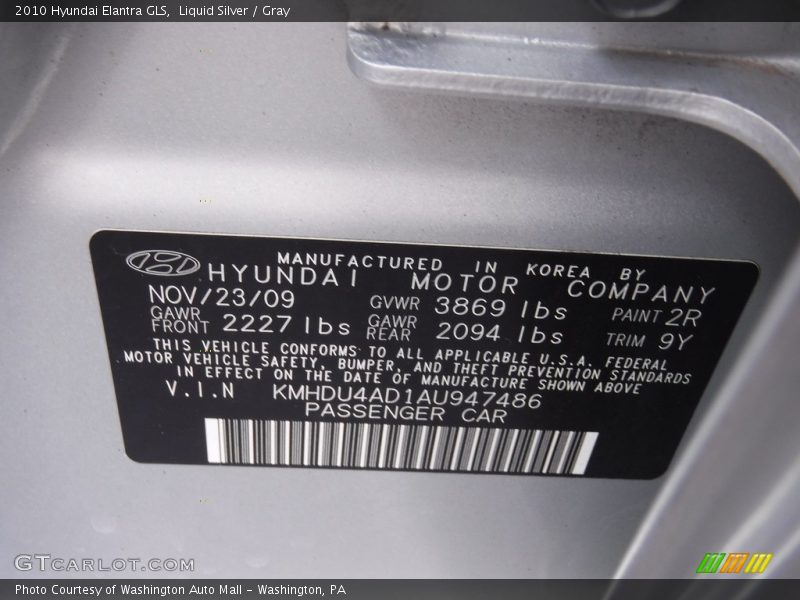 2010 Hyundai Elantra GLS,  Liquid Silver / Gray
MANUFACTURED IN KOREA BY
HYUNDAI MOTOR COMPANY
NOV/23/09 GVWR 3869 lbs PAINT 2R
GAWR FRONT 2227 lbs GAWR REAR 2094 lbs TRIM 9Y
THIS VEHICLE CONFORMS TO ALL APPLICABLE U.S.A. FEDERAL
MOTOR VEHICLE SAFETY, BUMPER, AND THEFT PREVENTION STANDARDS
IN EFFECT ON THE DATE OF MANUFACTURE SHOWN ABOVE
V.I.N KMHDU4AD1AU947486
PASSENGER CAR
GTCARLOT.COM
Photo Courtesy of Washington Auto Mall - Washington, PA